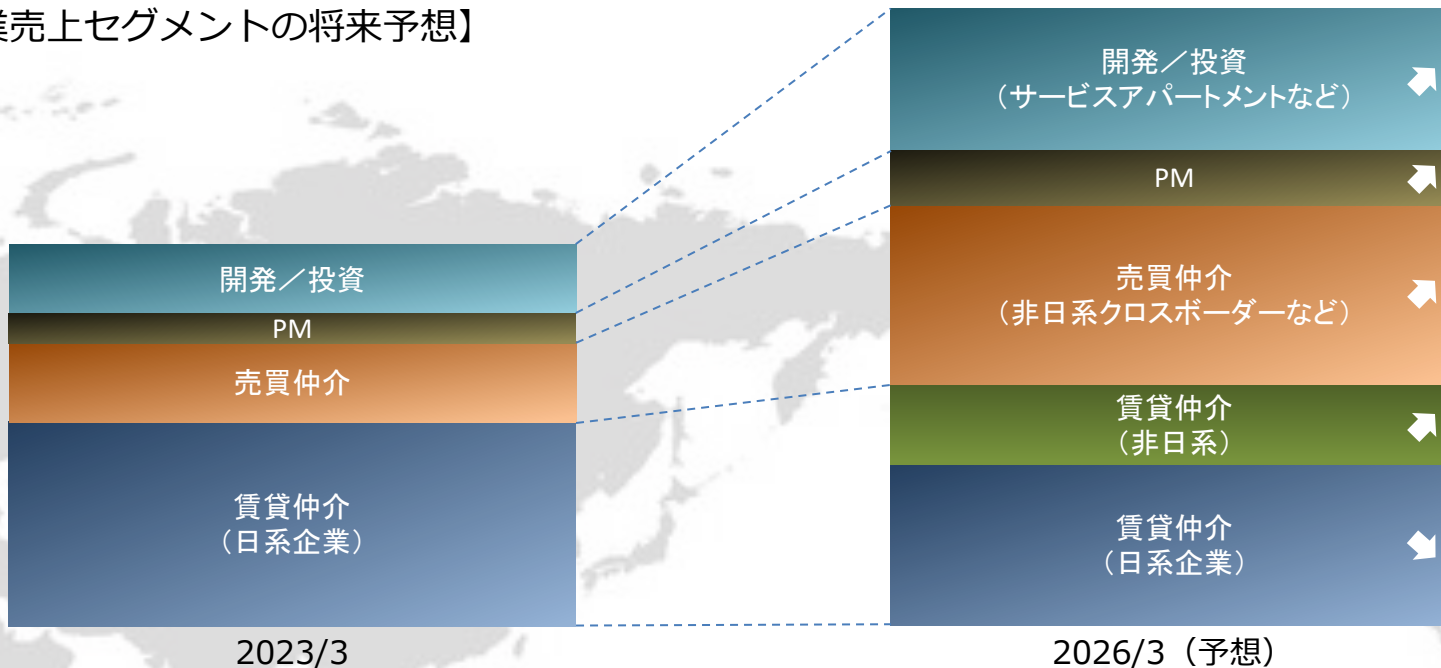 業売上セグメントの将来予想】
開発／投資
PM
売買仲介
賃貸仲介
（日系企業）
2023/3
開発／投資
（サービスアパートメントなど）
PM
売買仲介
（非日系クロスボーダーなど）
賃貸仲介
（非日系）
賃貸仲介
（日系企業）
2026/3（予想）